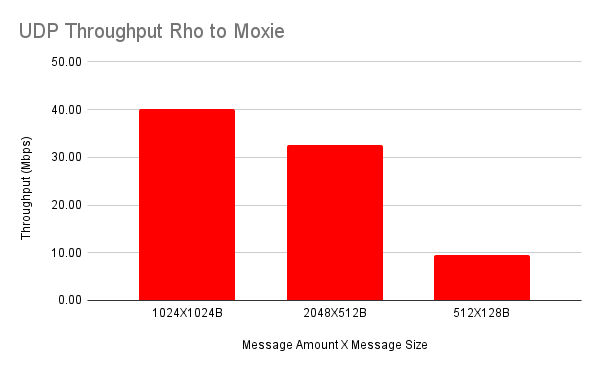 UDP Throughput Rho to Moxie
50.00
40.00
30.00
20.00
10.00
0.00
Throughput (Mbps)
1024X1024B
2048X512B
512X128B
Message Amount X Message Size